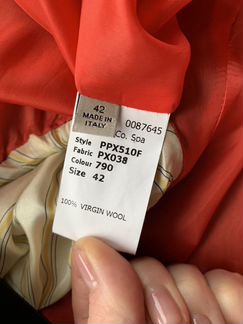 42
MADE IN
ITALY
0087645
Co. Spa
Style PPX510F
Fabric PX038
Colour 790
Size 42
100% VIRGIN WOOL